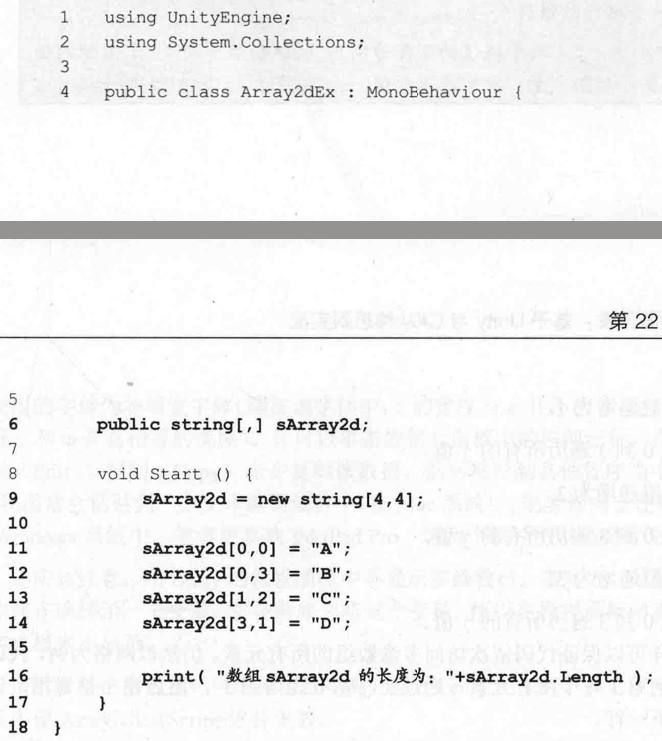 1 using UnityEngine;
2 using System.Collections;
3
4 public class Array2dEx : MonoBehaviour {
第 22
5
6 public string[,] sArray2d;
7
8 void Start () {
9 sArray2d = new string[4,4];
10
11 sArray2d[0,0] = "A";
12 sArray2d[0,3] = "B";
13 sArray2d[1,2] = "C";
14 sArray2d[3,1] = "D";
15
16 print( "数组 sArray2d 的长度为: "+sArray2d.Length );
17 }
18 }